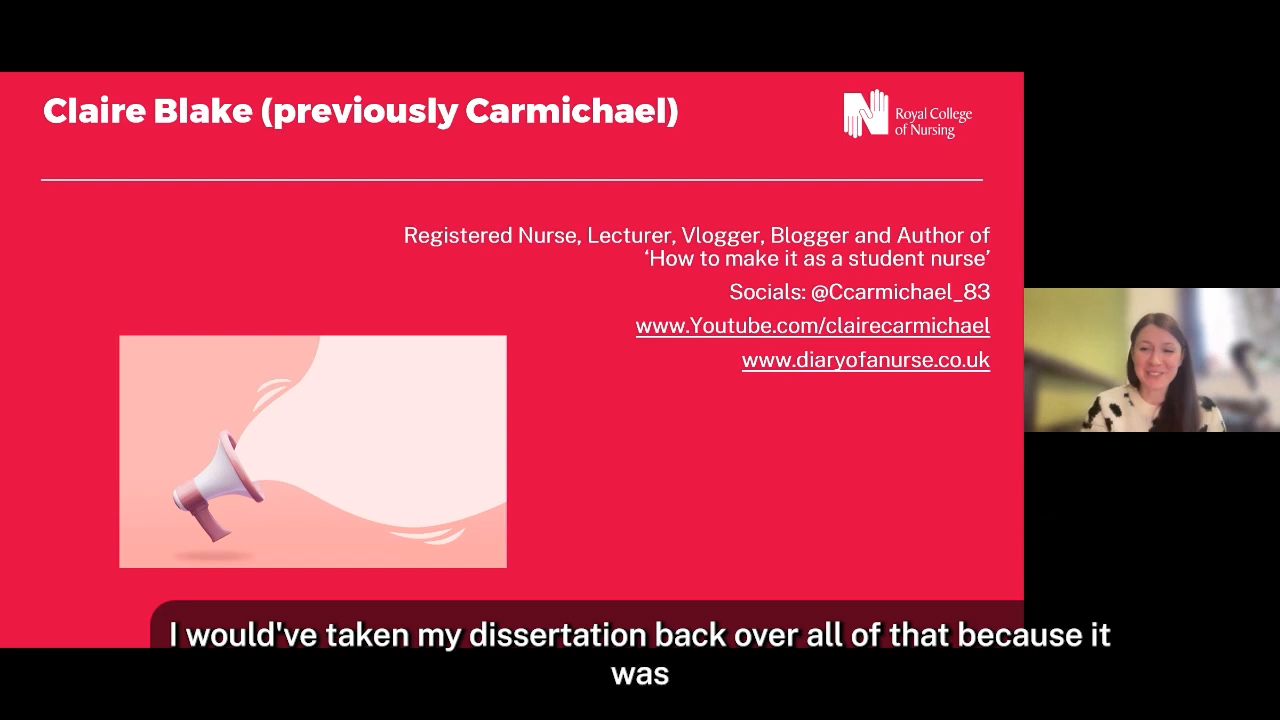 Claire Blake (previously Carmichael)
Royal College
of Nursing
Registered Nurse, Lecturer, Vlogger, Blogger and Author of
‘How to make it as a student nurse’
Socials: @Ccarmichael_83
www.Youtube.com/clairecarmichael
www.diaryofanurse.co.uk
I would've taken my dissertation back over all of that because it
was